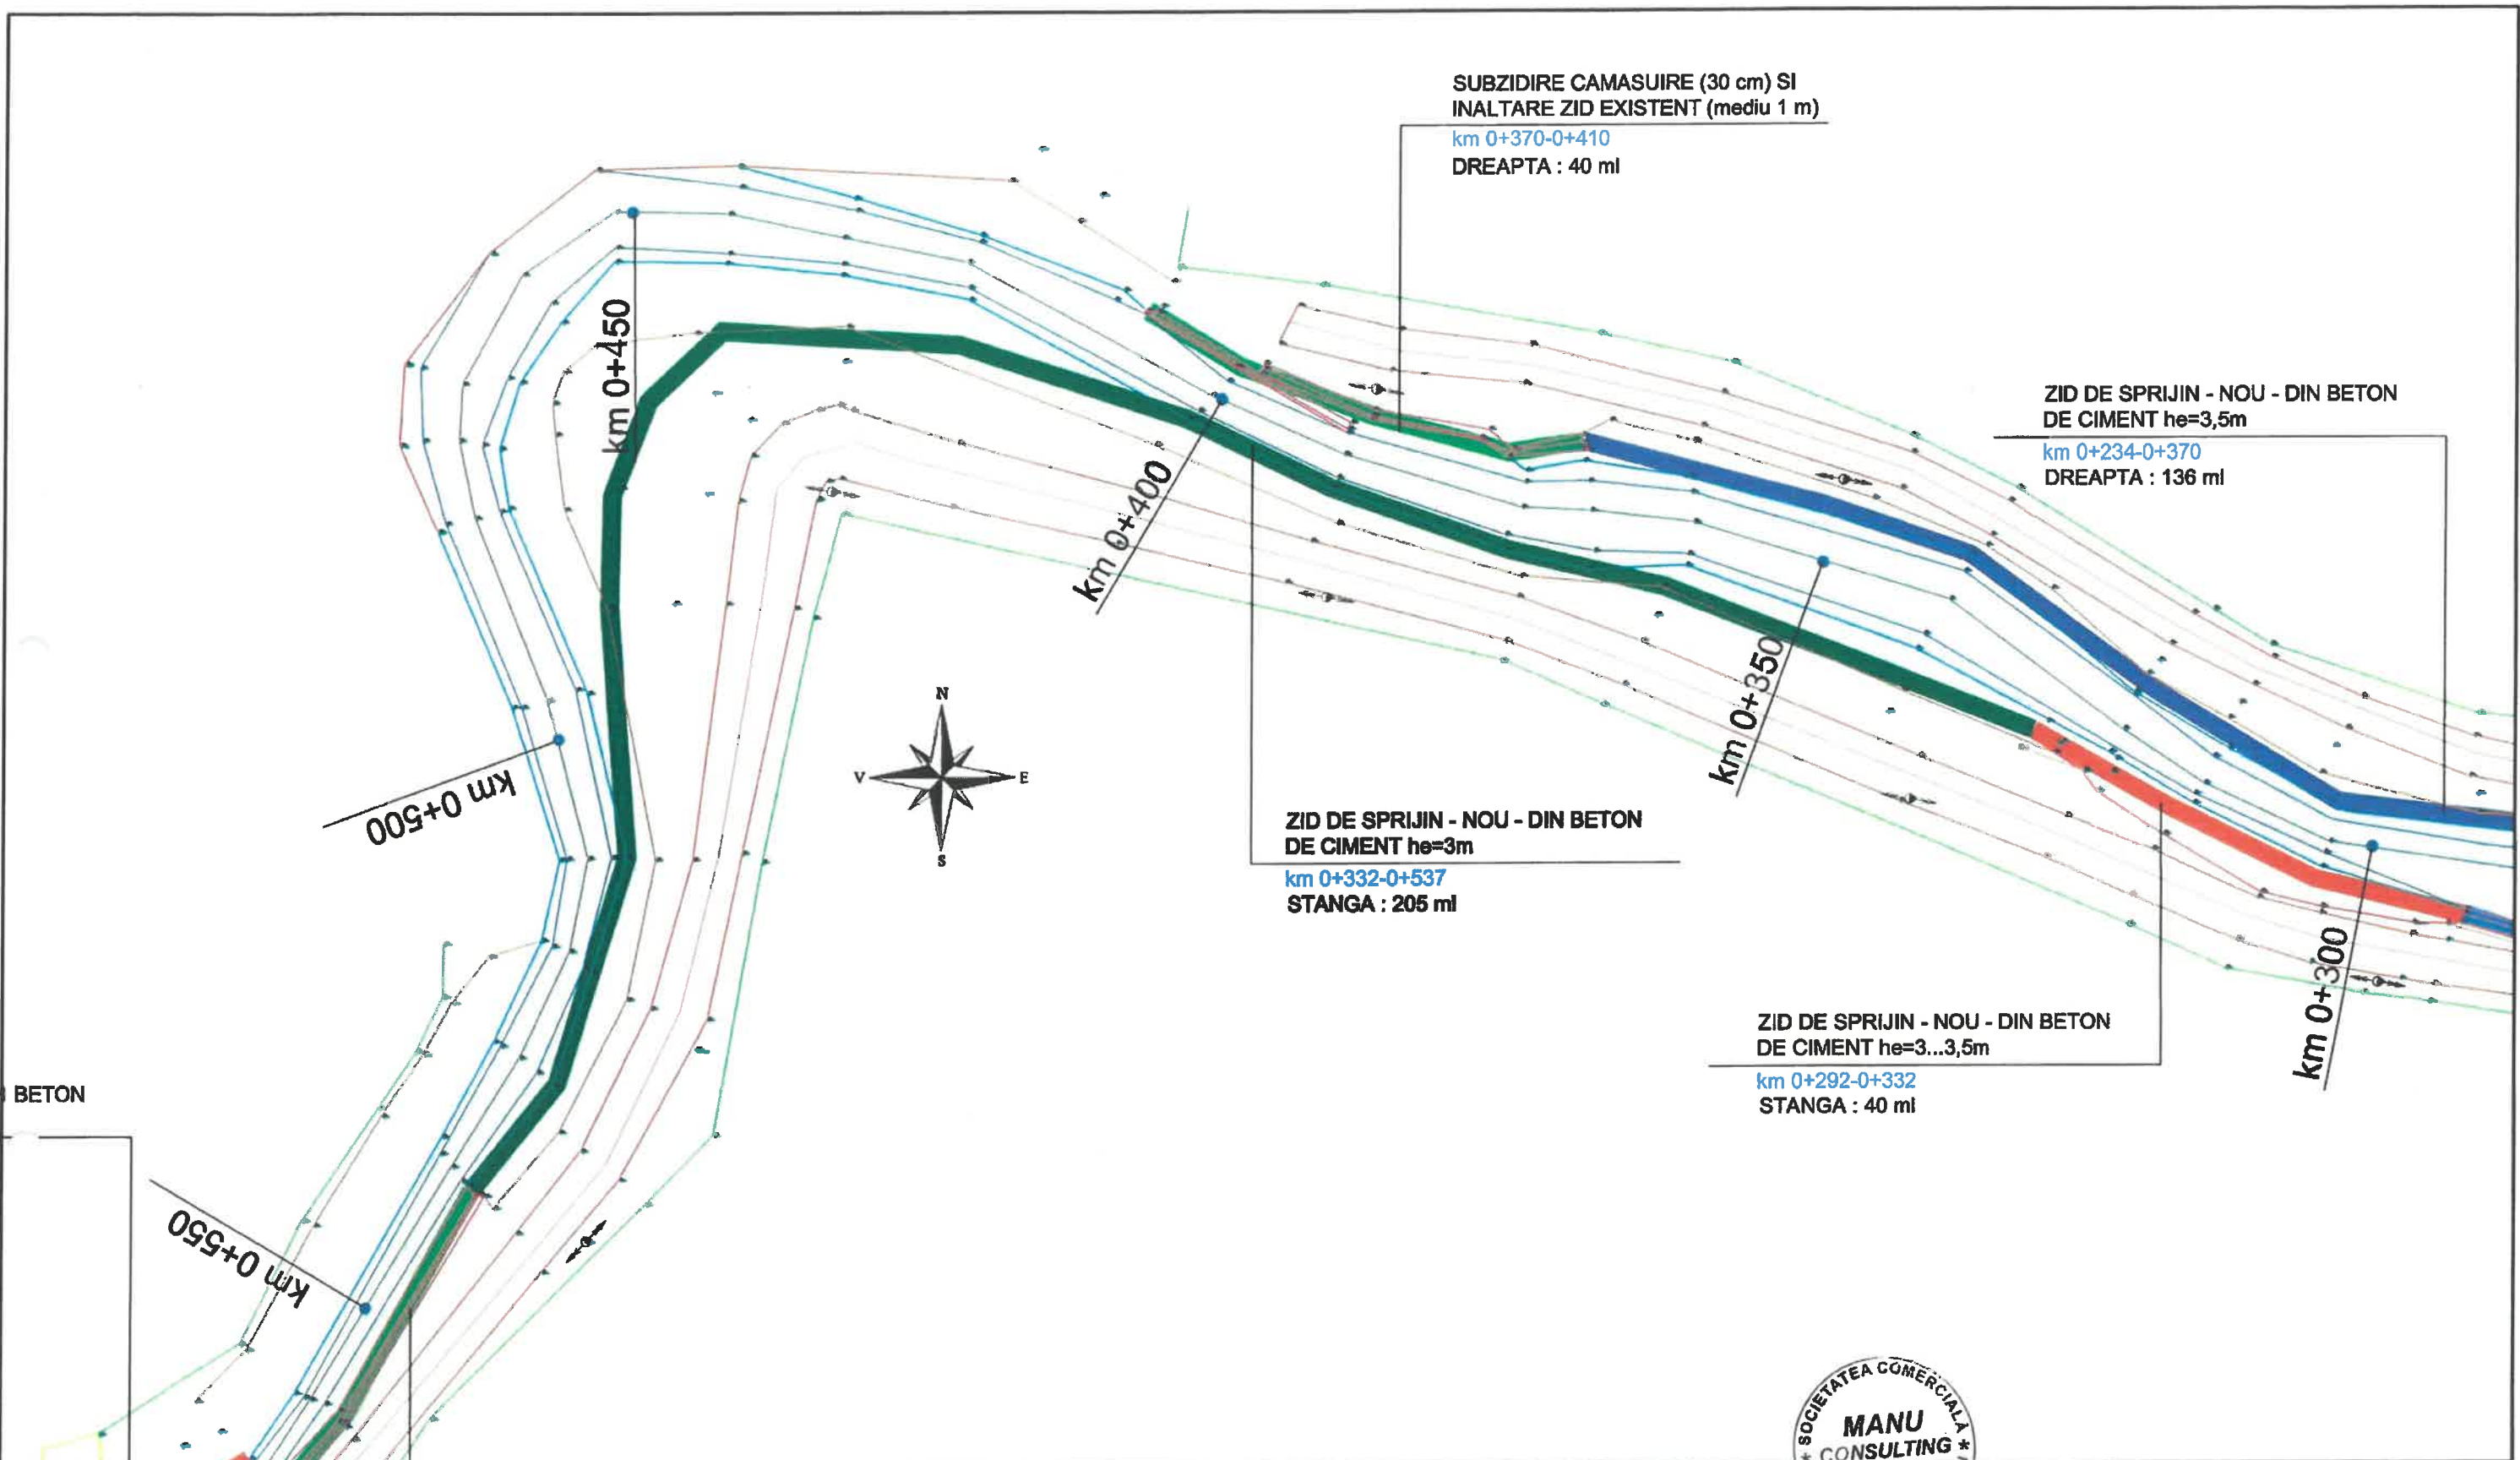 SUBZIDIRE CAMASUIRE (30 cm) SI
INALTARE ZID EXISTENT (mediu 1 m)
km 0+370-0+410
DREAPTA : 40 ml
km 0+450
ZID DE SPRIJIN - NOU - DIN BETON
DE CIMENT he=3,5m
km 0+234-0+370
DREAPTA : 136 ml
km 0+400
km 0+350
N
V
E
S
km 0+500
ZID DE SPRIJIN - NOU - DIN BETON
DE CIMENT he=3m
km 0+332-0+537
STANGA : 205 ml
km 0+300
ZID DE SPRIJIN - NOU - DIN BETON
DE CIMENT he=3...3,5m
km 0+292-0+332
STANGA : 40 ml
BETON
km 0+550
* SOCIETATEA COMERCIALĂ *
MANU
CONSULTING